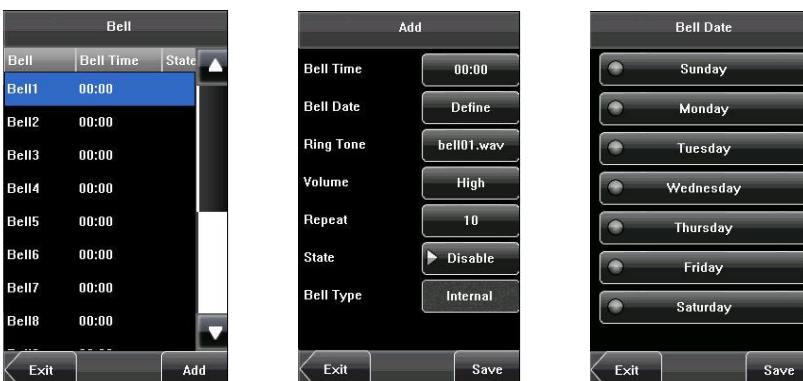 Bell
Bell Bell Time State
Bell1 00:00
Bell2 00:00
Bell3 00:00
Bell4 00:00
Bell5 00:00
Bell6 00:00
Bell7 00:00
Bell8 00:00
Exit Add
Add
Bell Time 00:00
Bell Date Define
Ring Tone bell01.wav
Volume High
Repeat 10
State Disable
Bell Type Internal
Exit Save
Bell Date
Sunday
Monday
Tuesday
Wednesday
Thursday
Friday
Saturday
Exit Save